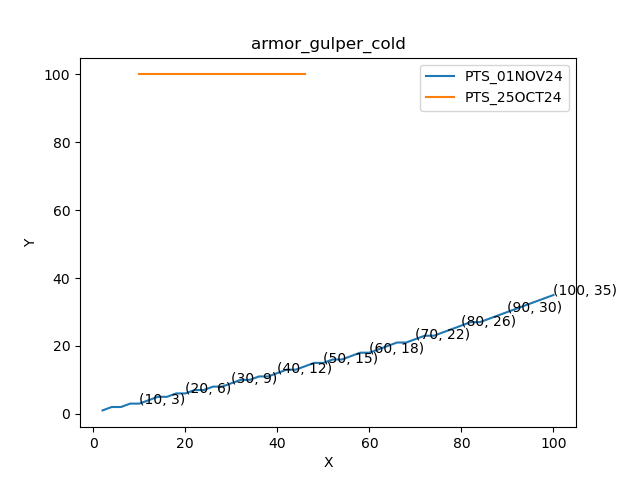 armor_gulper_cold
PTS_01NOV24
PTS_25OCT24
100
80
60
40
20
0
Y
(10, 3)
(20, 6)
(30, 9)
(40, 12)
(50, 15)
(60, 18)
(70, 22)
(80, 26)
(90, 30)
(100, 35)
0 20 40 60 80 100
X